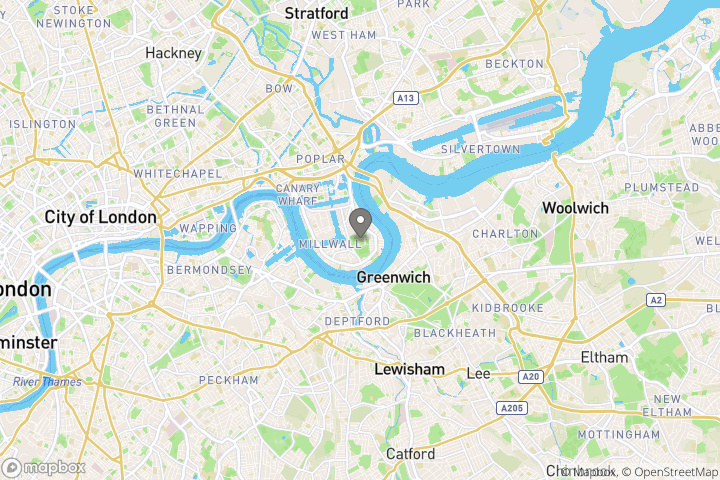 STOKE
NEWINGTON
Stratford
WEST HAM
Hackney
BECKTON
BOW
A13
BETHNAL
GREEN
ISLINGTON
ABBE
WOO
SILVERTOWN
POPLAR
WHITECHAPEL
CANARY
WHARF
PLUMSTEAD
City of London
Woolwich
WAPPING
CHARLTON
MILLWALL
WEL
BERMONDSEY
Greenwich
ondon
A2
KIDBROOKE
BL
DEPTFORD
BLACKHEATH
minster
Eltham
Lewisham
Lee
A20
River Thames
PECKHAM
NEW
ELTHAM
A205
MOTTINGHAM
Catford
mapbox
© Mapbox, © OpenStreetMap